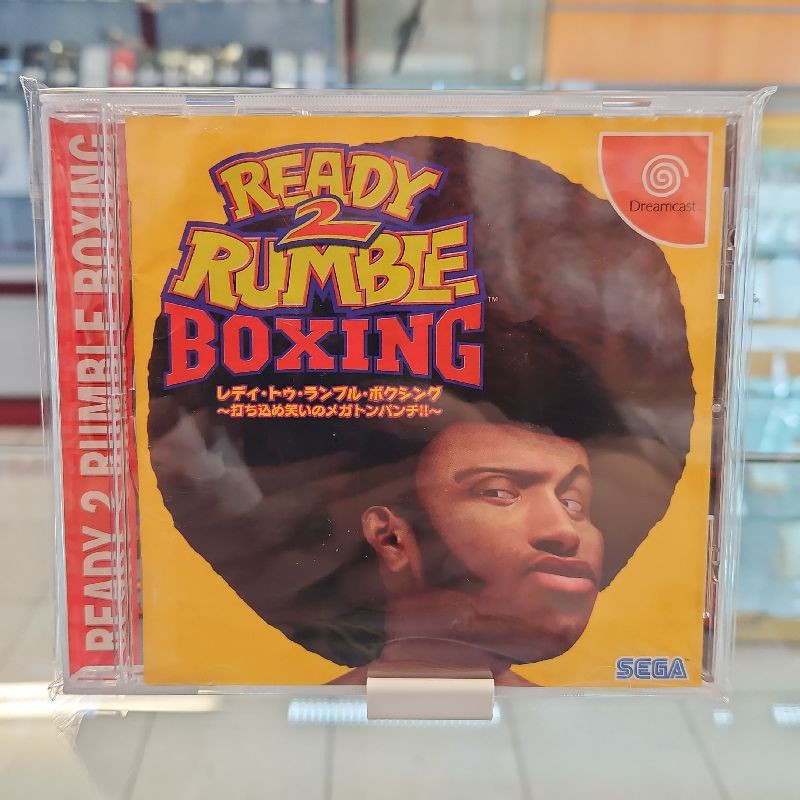 READY 2 RUMBLE BOXING
READY
2
RUMBLE
BOXING
TM
レディ・トゥ・ランブル・ボクシング
〜打ち込め笑いのメガトンパンチ!!〜
Dreamcast
SEGA